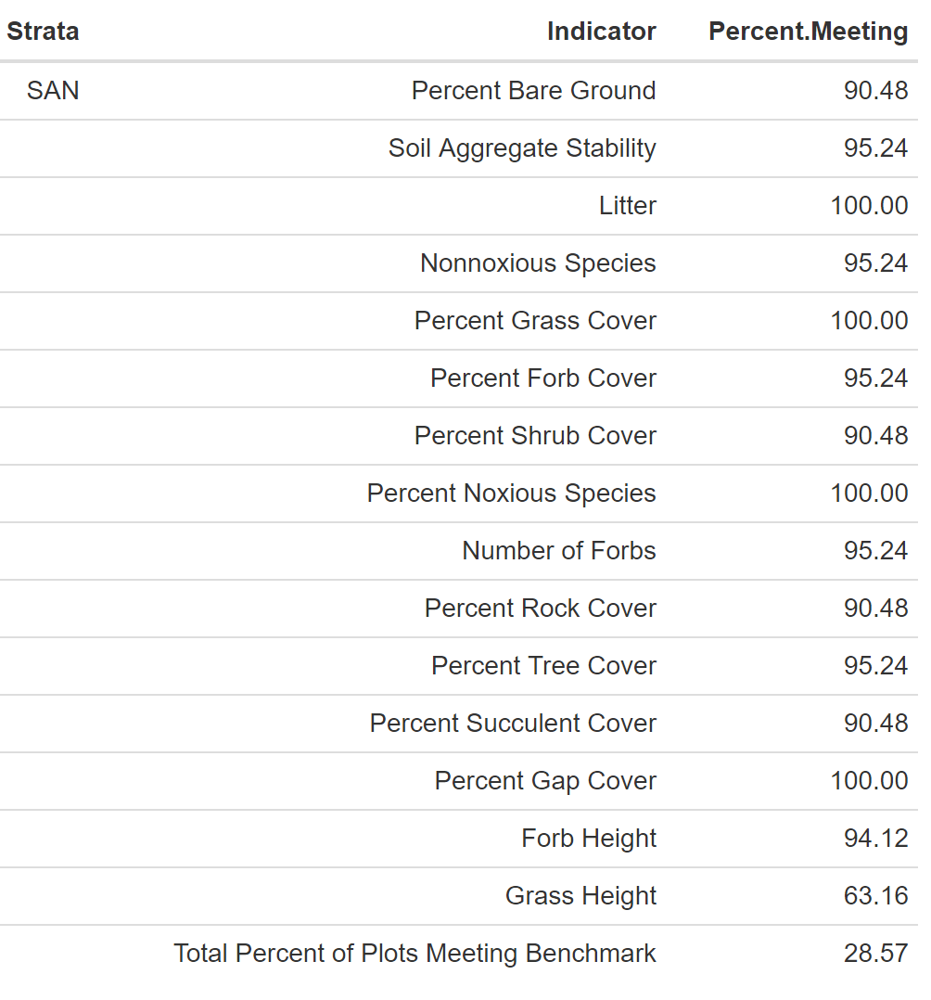 Strata Indicator Percent.Meeting
SAN Percent Bare Ground 90.48
Soil Aggregate Stability 95.24
Litter 100.00
Nonnoxious Species 95.24
Percent Grass Cover 100.00
Percent Forb Cover 95.24
Percent Shrub Cover 90.48
Percent Noxious Species 100.00
Number of Forbs 95.24
Percent Rock Cover 90.48
Percent Tree Cover 95.24
Percent Succulent Cover 90.48
Percent Gap Cover 100.00
Forb Height 94.12
Grass Height 63.16
Total Percent of Plots Meeting Benchmark 28.57